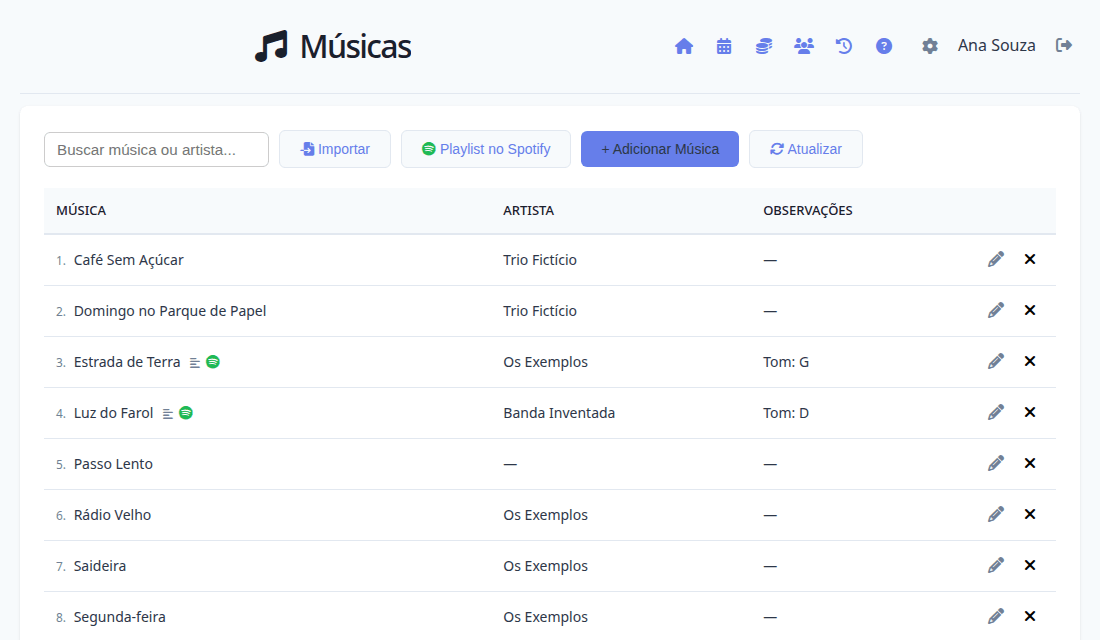 Músicas
Ana Souza
Buscar música ou artista...
Importar
Playlist no Spotify
+ Adicionar Música
Atualizar
MÚSICA ARTISTA OBSERVAÇÕES
1. Café Sem Açúcar Trio Fictício —
2. Domingo no Parque de Papel Trio Fictício —
3. Estrada de Terra Os Exemplos Tom: G
4. Luz do Farol Banda Inventada Tom: D
5. Passo Lento — —
6. Rádio Velho Os Exemplos —
7. Saideira Os Exemplos —
8. Segunda-feira Os Exemplos —